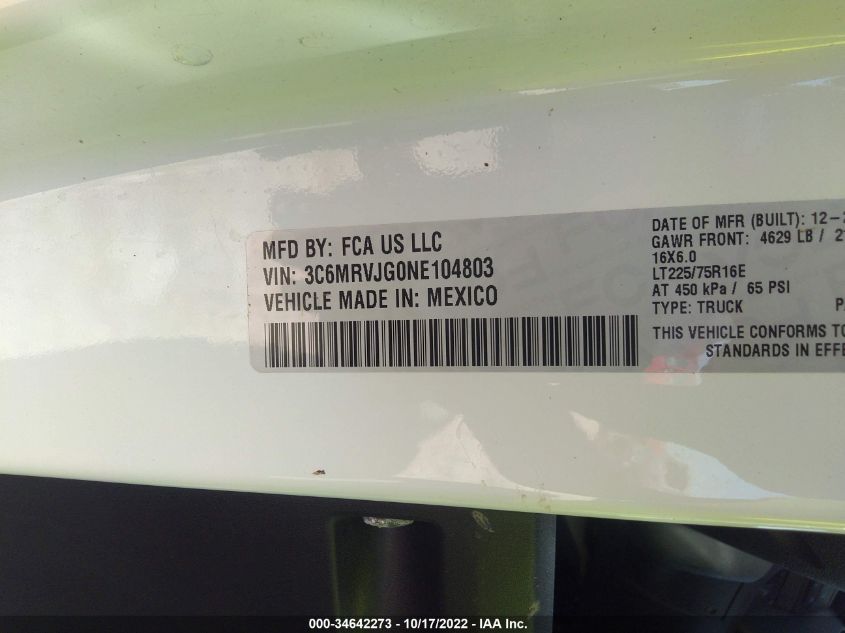 MFD BY: FCA US LLC
VIN: 3C6MRVJG0NE104803
VEHICLE MADE IN: MEXICO
DATE OF MFR (BUILT): 12-2
GAWR FRONT: 4629 LB / 2
16X6.0
LT225/75R16E
AT 450 kPa / 65 PSI
TYPE: TRUCK
THIS VEHICLE CONFORMS TO
STANDARDS IN EFFE
000-34642273 - 10/17/2022 - IAA Inc.